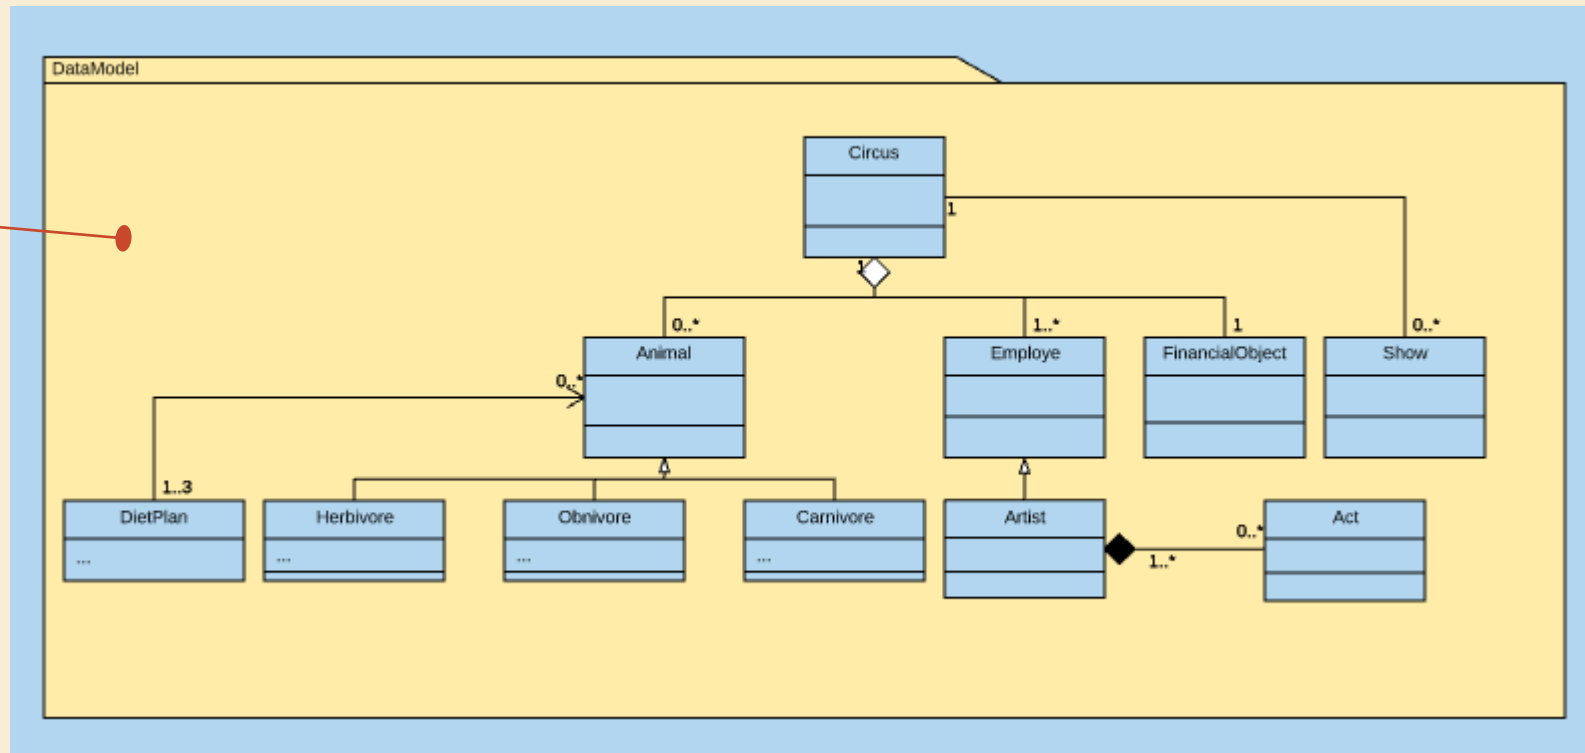 DataModel
Circus
1
1
0..*
1..*
1
0..*
Animal
Employe
FinancialObject
Show
0..*
1..3
DietPlan
Herbivore
Obnivore
Carnivore
Artist
Act
0..*
1..*
...
...
...
...